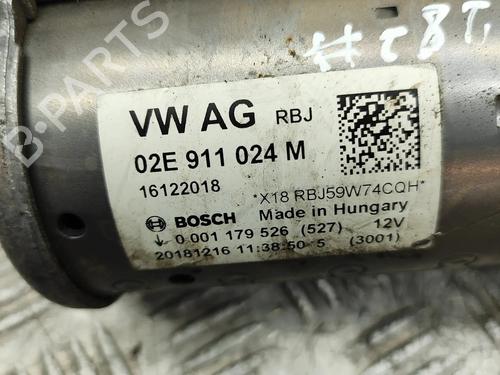 VW AG RBJ
02E 911 024 M
16122018
*X18 RBJ59W74CQH*
BOSCH Made in Hungary
0 001 179 526 (527) 12V
20181216 11:38:50 5 (3001)
B-PARTS